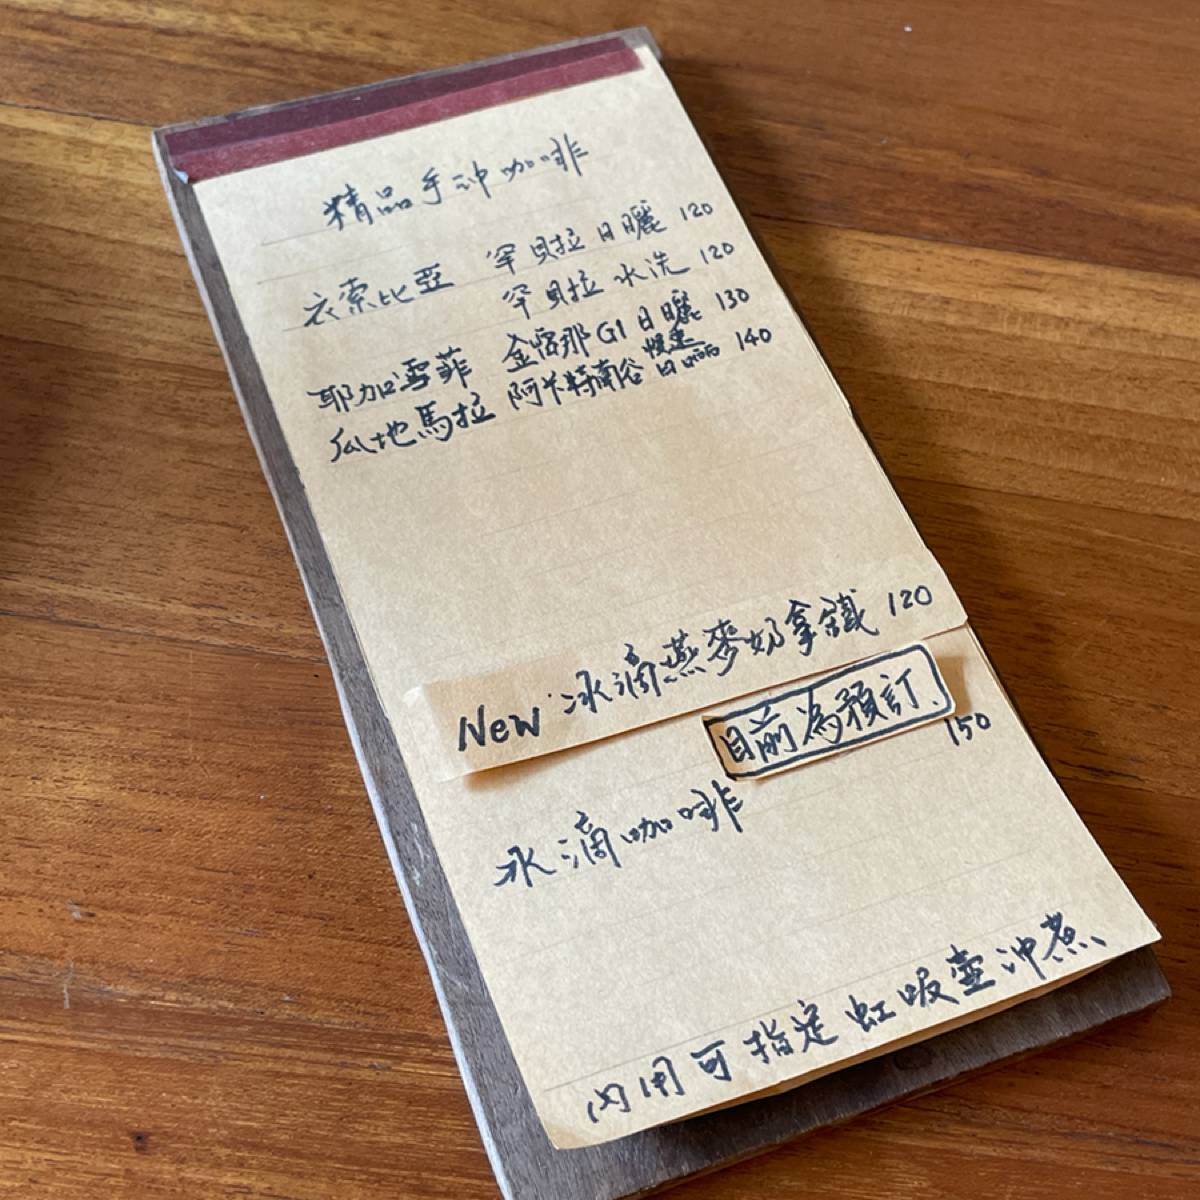 精品手沖咖啡
衣索比亞 罕貝拉日曬 120
罕貝拉水洗 120
耶加雪菲 金佩那G1日曬 130
瓜地馬拉 阿卡特南谷 日晒 140
New 冰滴燕麥奶拿鐵 120
目前為預訂
150
冰滴咖啡
內用可指定虹吸壺沖煮